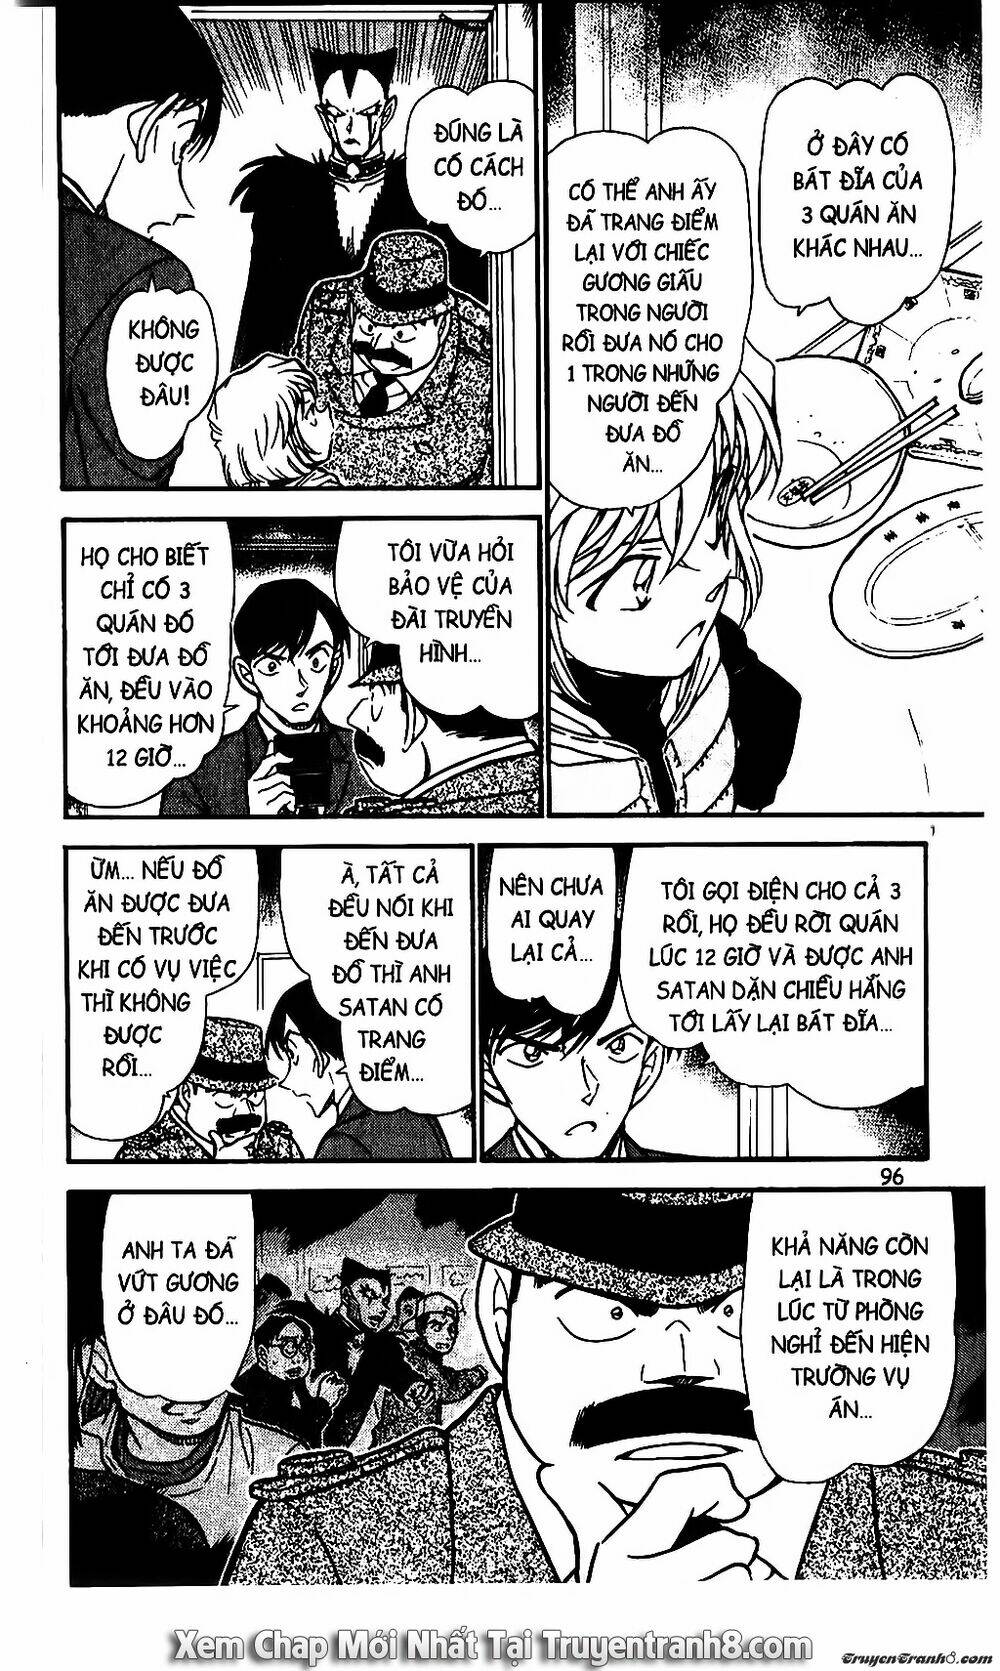 Ở ĐÂY CÓ
BÁT ĐĨA CỦA
3 QUÁN ĂN
KHÁC NHAU...
CÓ THỂ ANH ẤY
ĐÃ TRANG ĐIỂM
LẠI VỚI CHIẾC
GƯƠNG GIẤU
TRONG NGƯỜI
RỒI ĐƯA NÓ CHO
1 TRONG NHỮNG
NGƯỜI ĐẾN
ĐƯA ĐỒ
ĂN...
ĐÚNG LÀ
CÓ CÁCH
ĐÓ...
KHÔNG
ĐƯỢC
ĐÂU!
TÔI VỪA HỎI
BẢO VỆ CỦA
ĐÀI TRUYỀN
HÌNH...
HỌ CHO BIẾT
CHỈ CÓ 3
QUÁN ĐÓ
TỚI ĐƯA ĐỒ
ĂN, ĐỀU VÀO
KHOẢNG HƠN
12 GIỜ...
TÔI GỌI ĐIỆN CHO CẢ 3
RỒI, HỌ ĐỀU RỜI QUÁN
LÚC 12 GIỜ VÀ ĐƯỢC ANH
SATAN DẶN CHIỀU HẴNG
TỚI LẤY LẠI BÁT ĐĨA...
NÊN CHƯA
AI QUAY
LẠI CẢ...
À, TẤT CẢ
ĐỀU NÓI KHI
ĐẾN ĐƯA
ĐỒ THÌ ANH
SATAN CÓ
TRANG
ĐIỂM...
ỪM... NẾU ĐỒ
ĂN ĐƯỢC ĐƯA
ĐẾN TRƯỚC
KHI CÓ VỤ VIỆC
THÌ KHÔNG
ĐƯỢC
RỒI...
96
KHẢ NĂNG CÒN
LẠI LÀ TRONG
LÚC TỪ PHÒNG
NGHỈ ĐẾN HIỆN
TRƯỜNG VỤ
ÁN...
ANH TA ĐÃ
VỨT GƯƠNG
Ở ĐÂU ĐÓ...
Xem Chap Mới Nhất Tại Truyentranh8.com
TruyenTranh8.com